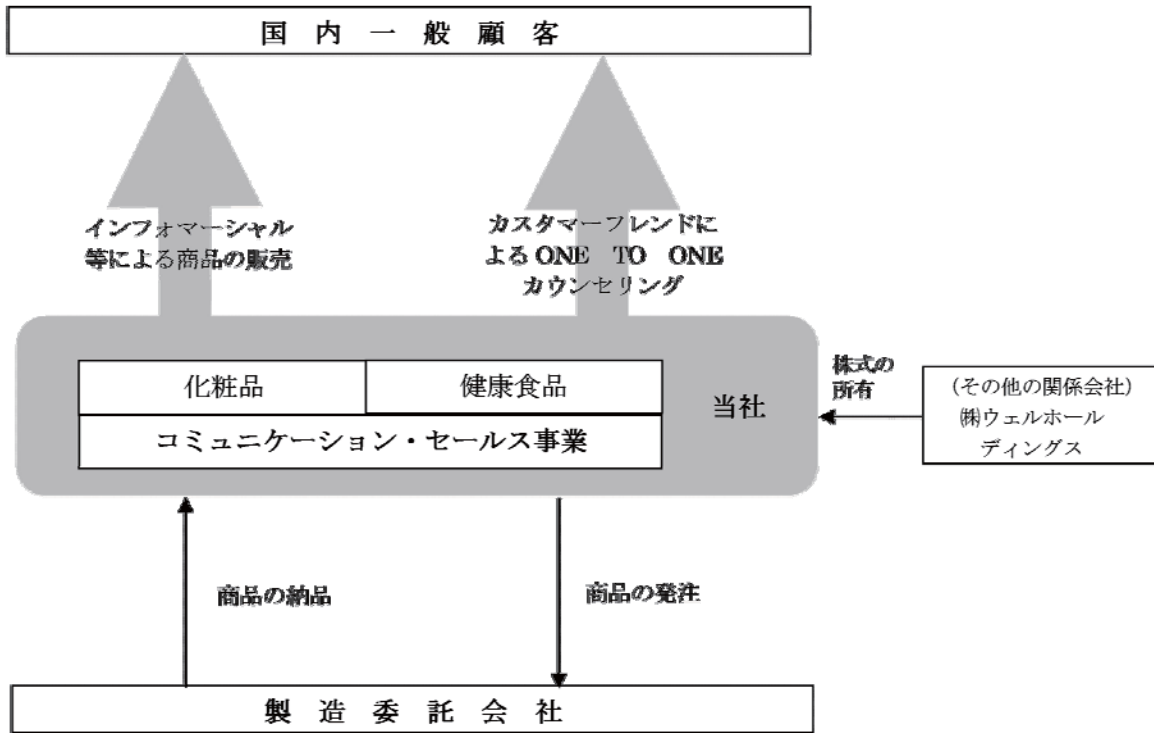 国内一般顧客
インフォマーシャル
等による商品の販売
カスタマーフレンドに
よるONE TO ONE
カウンセリング
化粧品
健康食品
コミュニケーション・セールス事業
当社
株式の
所有
(その他の関係会社)
㈱ウェルホール
ディングス
商品の納品
商品の発注
製造委託会社